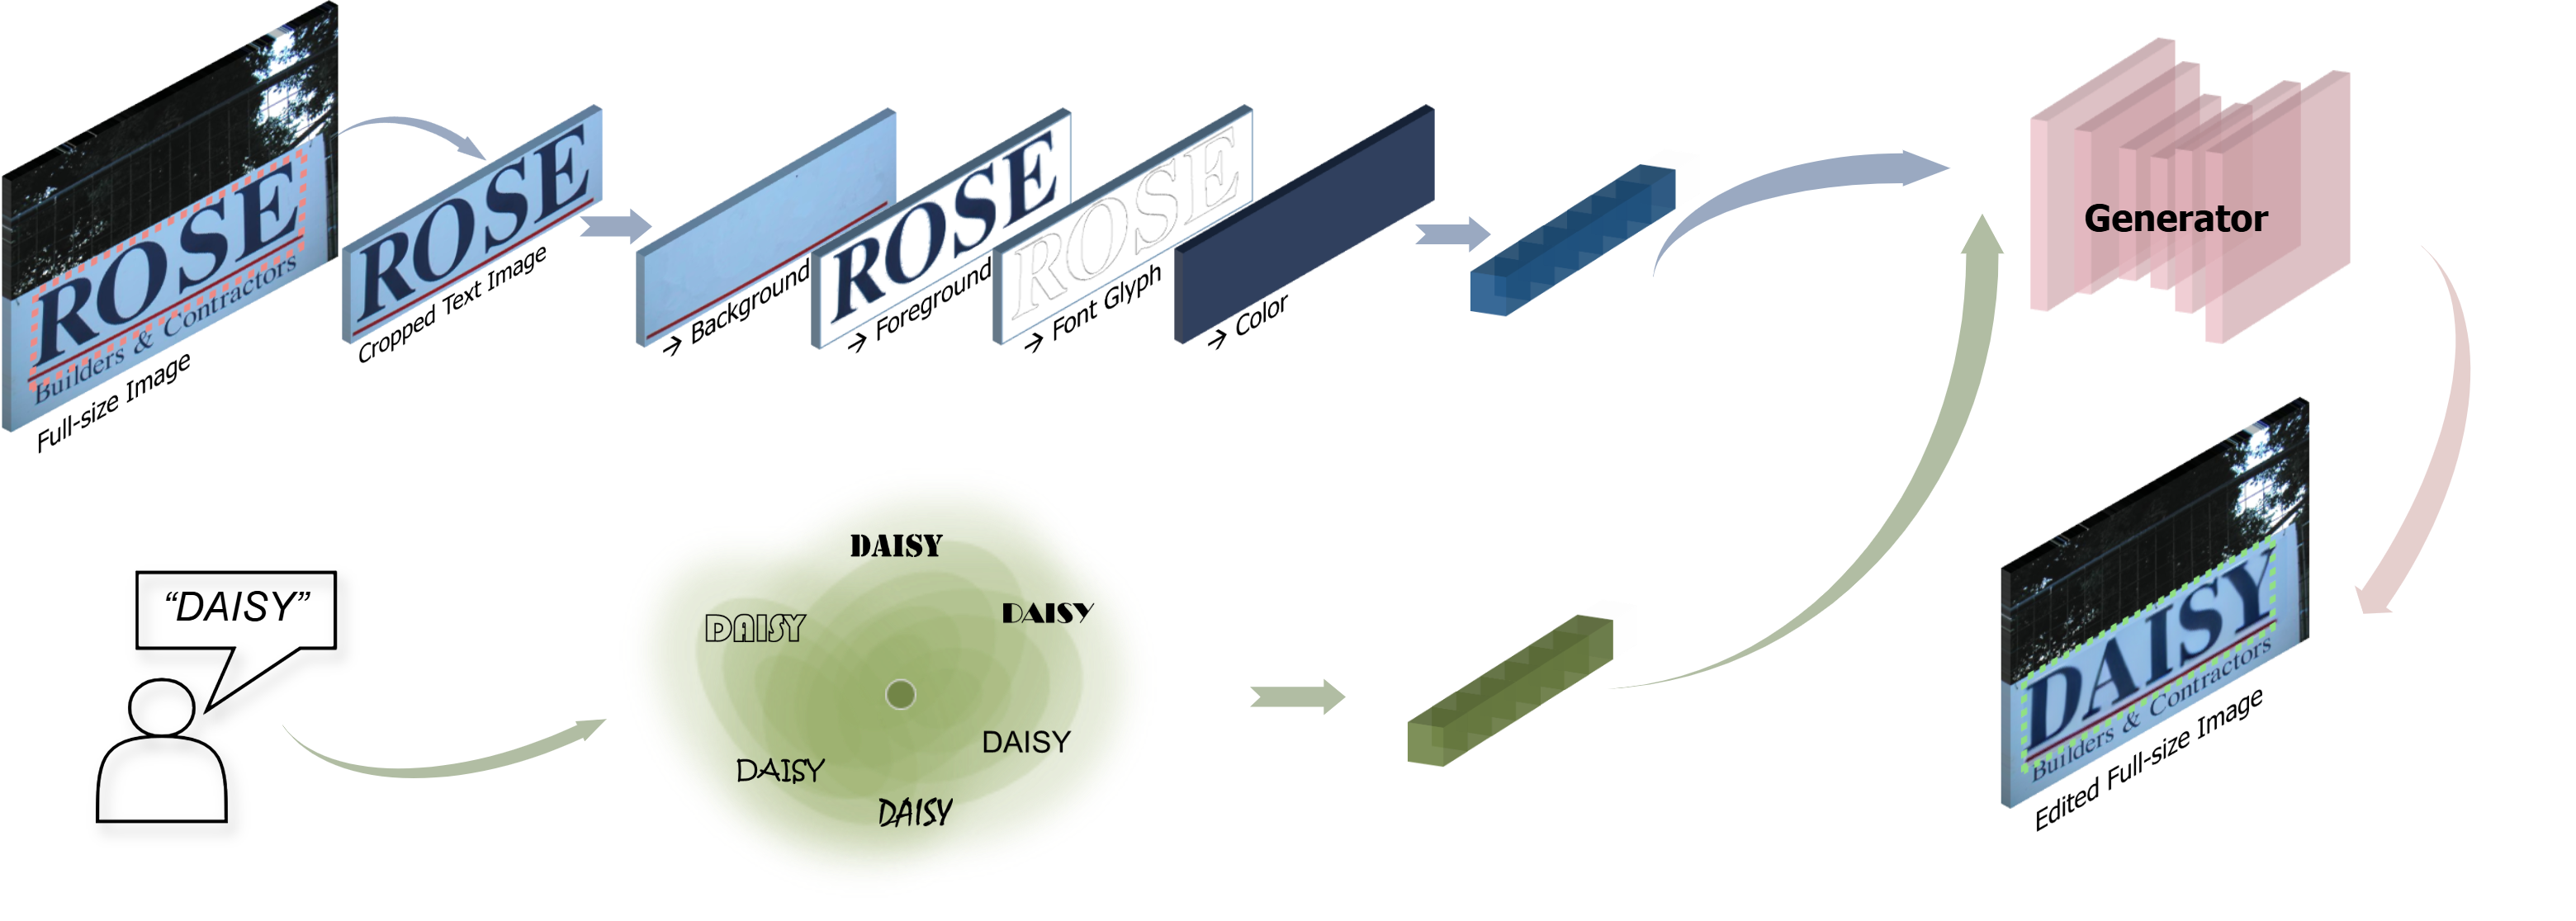 ROSE
Builders & Contractors
Full-size Image
ROSE
Cropped Text Image
→ Background
ROSE
→ Foreground
ROSE
→ Font Glyph
→ Color
Generator
“DAISY”
DAISY
DAISY
DAISY
DAISY
DAISY
DAISY
DAISY
Builders & Contractors
Edited Full-size Image